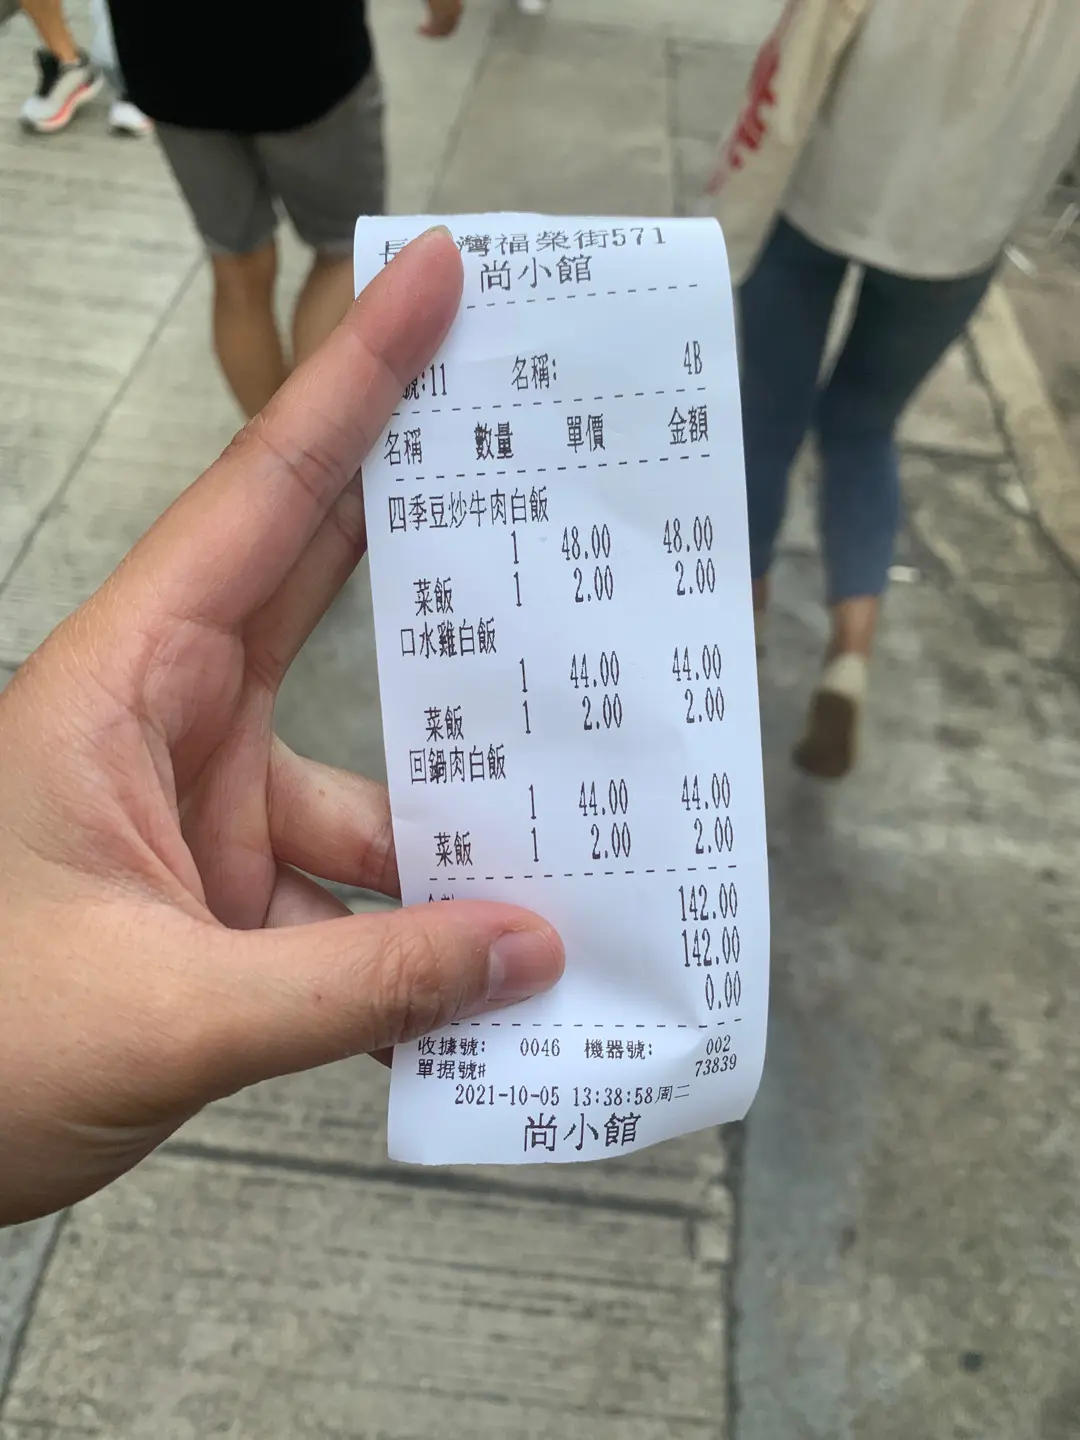 長 灣福榮街571
尚小館
號:11 名稱: 4B
名稱 數量 單價 金額
四季豆炒牛肉白飯
1 48.00 48.00
菜飯 1 2.00 2.00
口水雞白飯
1 44.00 44.00
菜飯 1 2.00 2.00
回鍋肉白飯
1 44.00 44.00
菜飯 1 2.00 2.00
142.00
142.00
0.00
收據號: 0046 機器號: 002
單据號# 73839
2021-10-05 13:38:58周二
尚小館